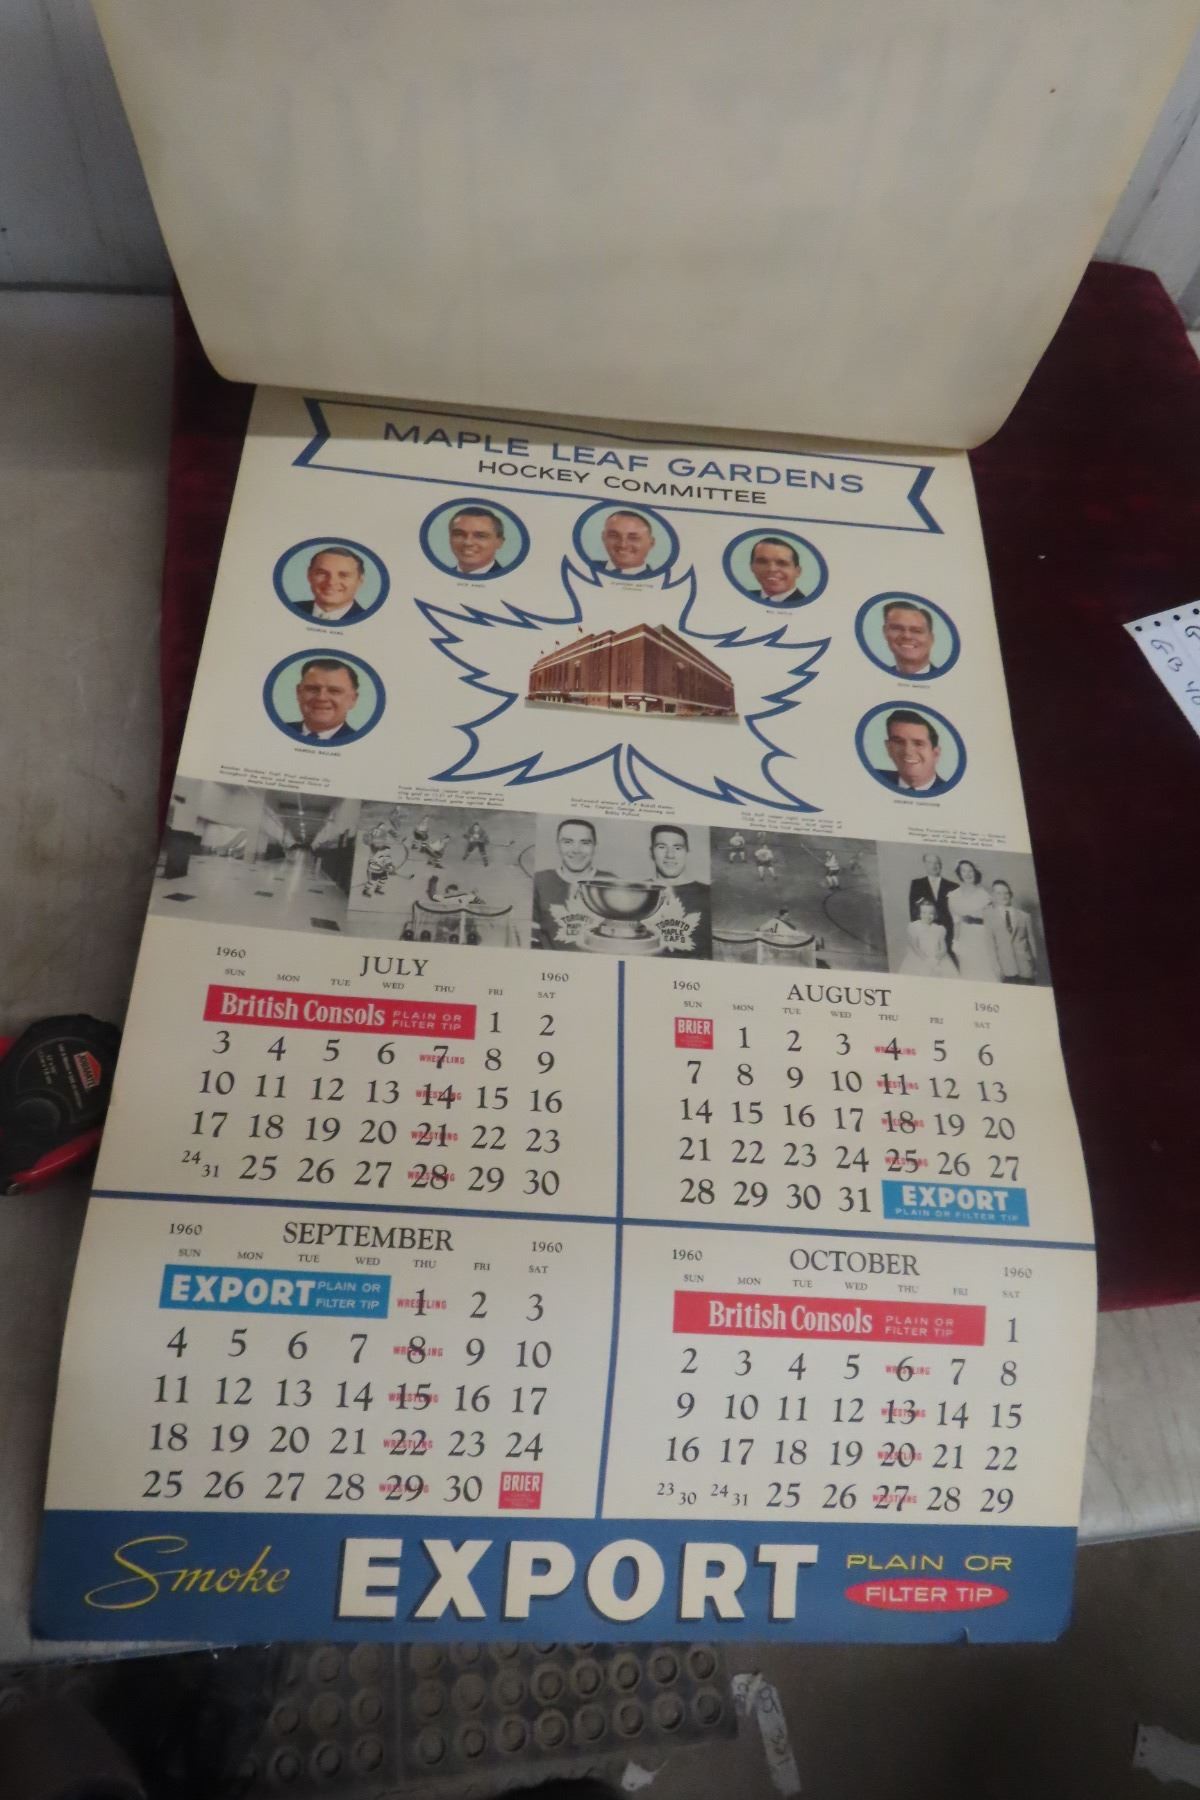 MAPLE LEAF GARDENS
HOCKEY COMMITTEE
HAROLD BALLARD
TORONTO MAPLE LEAFS
TORONTO MAPLE LEAFS
1960 JULY 1960
SUN MON TUE WED THU FRI SAT
British Consols PLAIN OR FILTER TIP 1 2
3 4 5 6 7 WRESTLING 8 9
10 11 12 13 14 WRESTLING 15 16
17 18 19 20 21 WRESTLING 22 23
24 31 25 26 27 28 WRESTLING 29 30
1960 AUGUST 1960
SUN MON TUE WED THU FRI SAT
BRIER 1 2 3 4 WRESTLING 5 6
7 8 9 10 11 WRESTLING 12 13
14 15 16 17 18 WRESTLING 19 20
21 22 23 24 25 WRESTLING 26 27
28 29 30 31 EXPORT PLAIN OR FILTER TIP
1960 SEPTEMBER 1960
SUN MON TUE WED THU FRI SAT
EXPORT PLAIN OR FILTER TIP 1 WRESTLING 2 3
4 5 6 7 8 WRESTLING 9 10
11 12 13 14 15 WRESTLING 16 17
18 19 20 21 22 WRESTLING 23 24
25 26 27 28 29 WRESTLING 30 BRIER
1960 OCTOBER 1960
SUN MON TUE WED THU FRI SAT
British Consols PLAIN OR FILTER TIP 1
2 3 4 5 6 WRESTLING 7 8
9 10 11 12 13 WRESTLING 14 15
16 17 18 19 20 WRESTLING 21 22
23 30 24 31 25 26 27 WRESTLING 28 29
Smoke EXPORT PLAIN OR
FILTER TIP